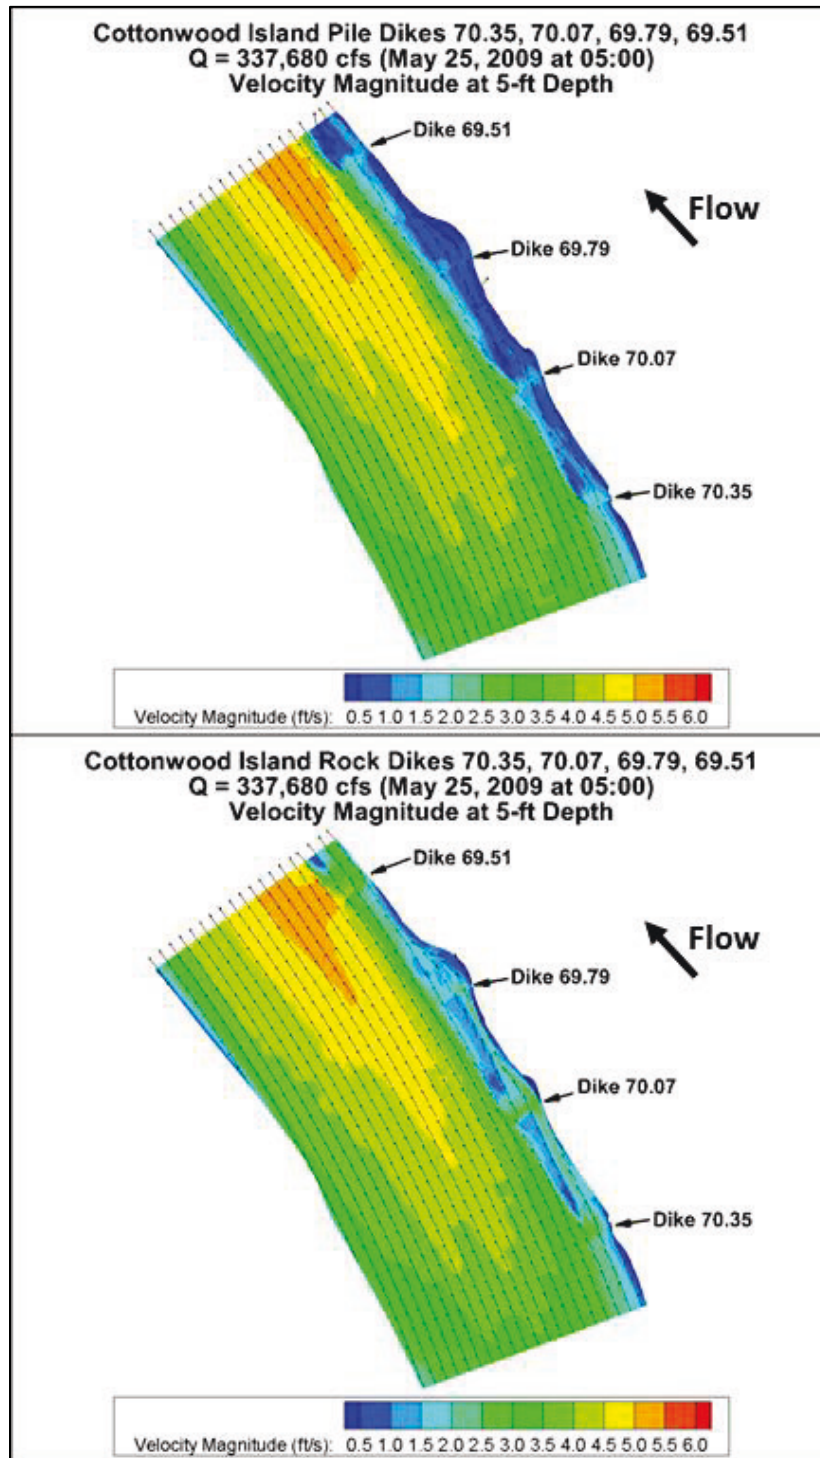 Cottonwood Island Pile Dikes 70.35, 70.07, 69.79, 69.51
Q = 337,680 cfs (May 25, 2009 at 05:00)
Velocity Magnitude at 5-ft Depth
Dike 69.51
Flow
Dike 69.79
Dike 70.07
Dike 70.35
Velocity Magnitude (ft/s): 0.5 1.0 1.5 2.0 2.5 3.0 3.5 4.0 4.5 5.0 5.5 6.0
Cottonwood Island Rock Dikes 70.35, 70.07, 69.79, 69.51
Q = 337,680 cfs (May 25, 2009 at 05:00)
Velocity Magnitude at 5-ft Depth
Dike 69.51
Flow
Dike 69.79
Dike 70.07
Dike 70.35
Velocity Magnitude (ft/s): 0.5 1.0 1.5 2.0 2.5 3.0 3.5 4.0 4.5 5.0 5.5 6.0